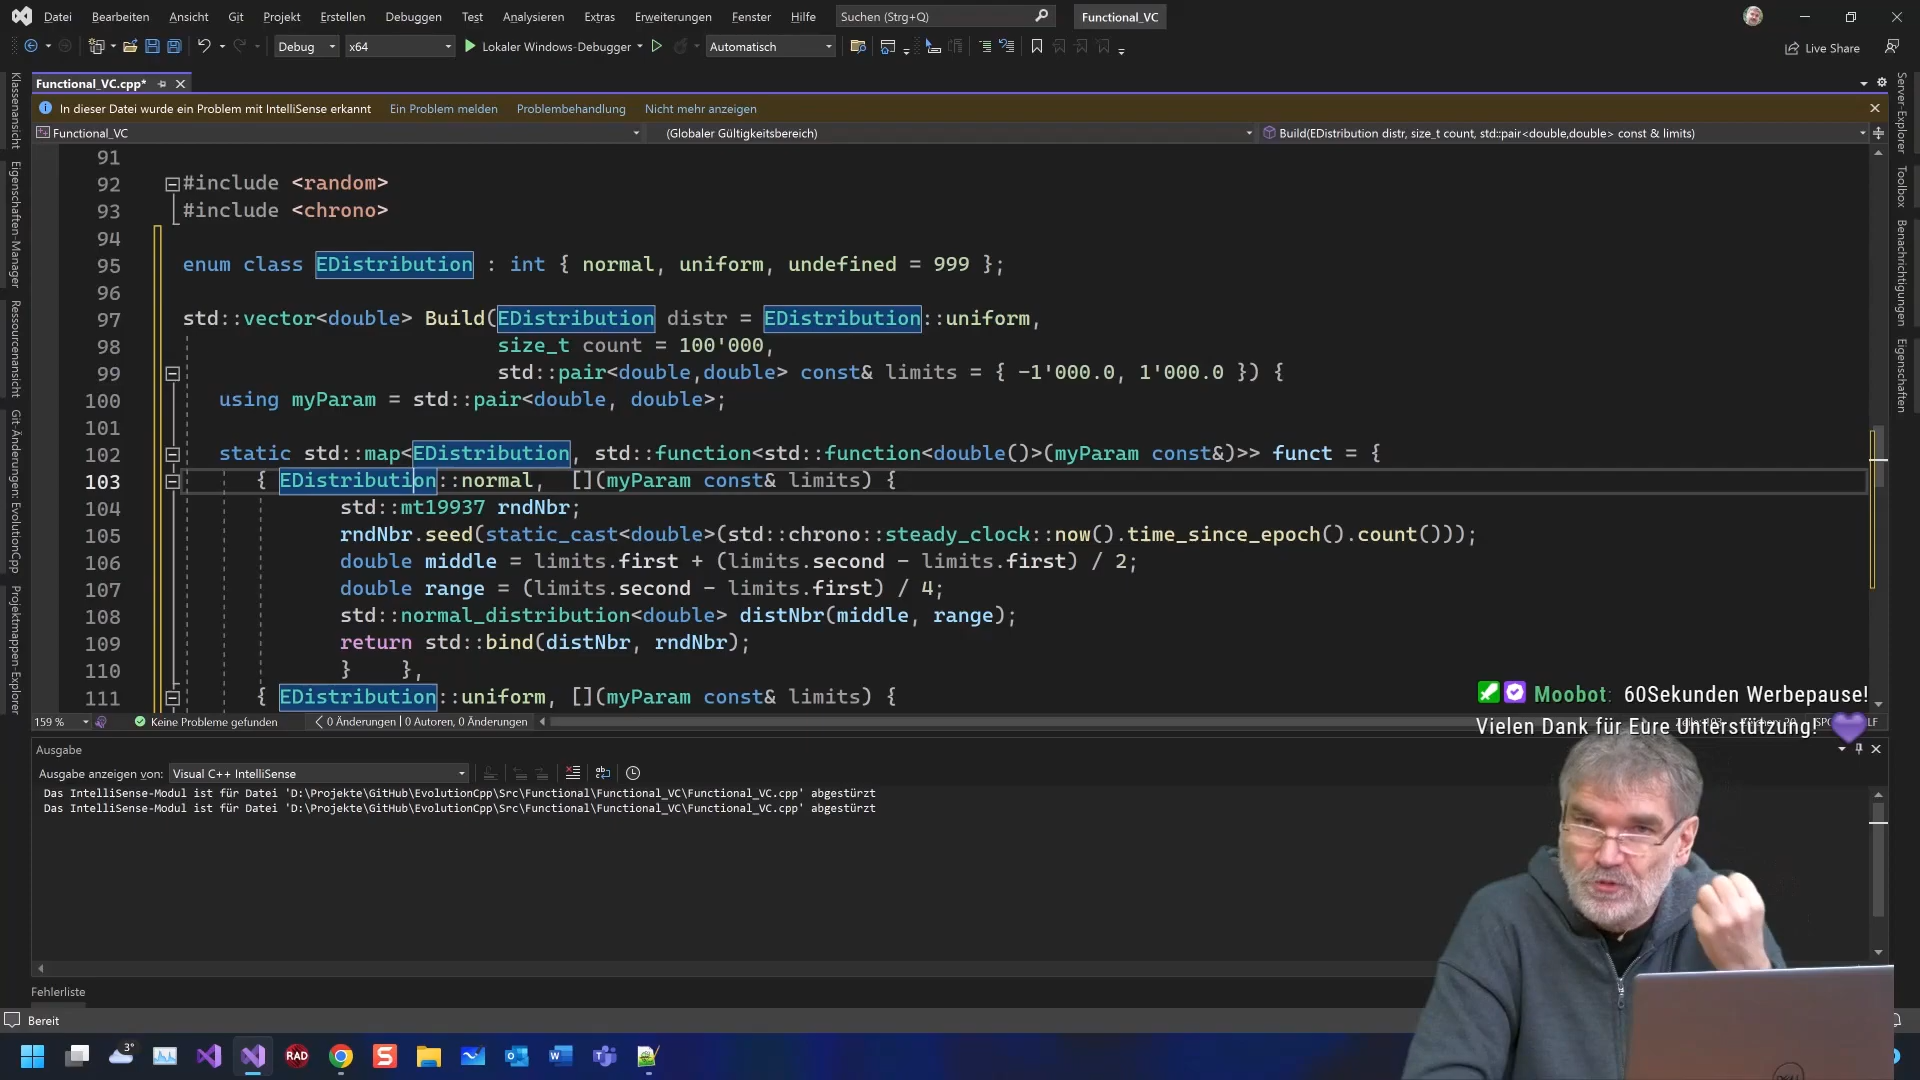 Datei Bearbeiten Ansicht Git Projekt Erstellen Debuggen Test Analysieren Extras Erweiterungen Fenster Hilfe Suchen (Strg+Q) Functional_VC
Debug x64 Lokaler Windows-Debugger Automatisch Live Share
Functional_VC.cpp*
In dieser Datei wurde ein Problem mit IntelliSense erkannt Ein Problem melden Problembehandlung Nicht mehr anzeigen
Functional_VC (Globaler Gültigkeitsbereich) Build(EDistribution distr, size_t count, std::pair<double,double> const & limits)
Klassenansicht
Eigenschaften-Manager
Ressourcenansicht
Git-Änderungen: EvolutionCpp
Projektmappen-Explorer
91
92 #include <random>
93 #include <chrono>
94
95 enum class EDistribution : int { normal, uniform, undefined = 999 };
96
97 std::vector<double> Build(EDistribution distr = EDistribution::uniform,
98 size_t count = 100'000,
99 std::pair<double,double> const& limits = { -1'000.0, 1'000.0 }) {
100 using myParam = std::pair<double, double>;
101
102 static std::map<EDistribution, std::function<std::function<double()>(myParam const&)>> funct = {
103 { EDistribution::normal, [](myParam const& limits) {
104 std::mt19937 rndNbr;
105 rndNbr.seed(static_cast<double>(std::chrono::steady_clock::now().time_since_epoch().count()));
106 double middle = limits.first + (limits.second - limits.first) / 2;
107 double range = (limits.second - limits.first) / 4;
108 std::normal_distribution<double> distNbr(middle, range);
109 return std::bind(distNbr, rndNbr);
110 } },
111 { EDistribution::uniform, [](myParam const& limits) {
Server-Explorer
Toolbox
Benachrichtigungen
Eigenschaften
Moobot: 60Sekunden Werbepause!
Vielen Dank für Eure Unterstützung!
159 % Keine Probleme gefunden 0 Änderungen | 0 Autoren, 0 Änderungen
Ausgabe
Ausgabe anzeigen von: Visual C++ IntelliSense
Das IntelliSense-Modul ist für Datei 'D:\Projekte\GitHub\EvolutionCpp\Src\Functional\Functional_VC\Functional_VC.cpp' abgestürzt
Das IntelliSense-Modul ist für Datei 'D:\Projekte\GitHub\EvolutionCpp\Src\Functional\Functional_VC\Functional_VC.cpp' abgestürzt
Fehlerliste
Bereit
3°
RAD
DELL